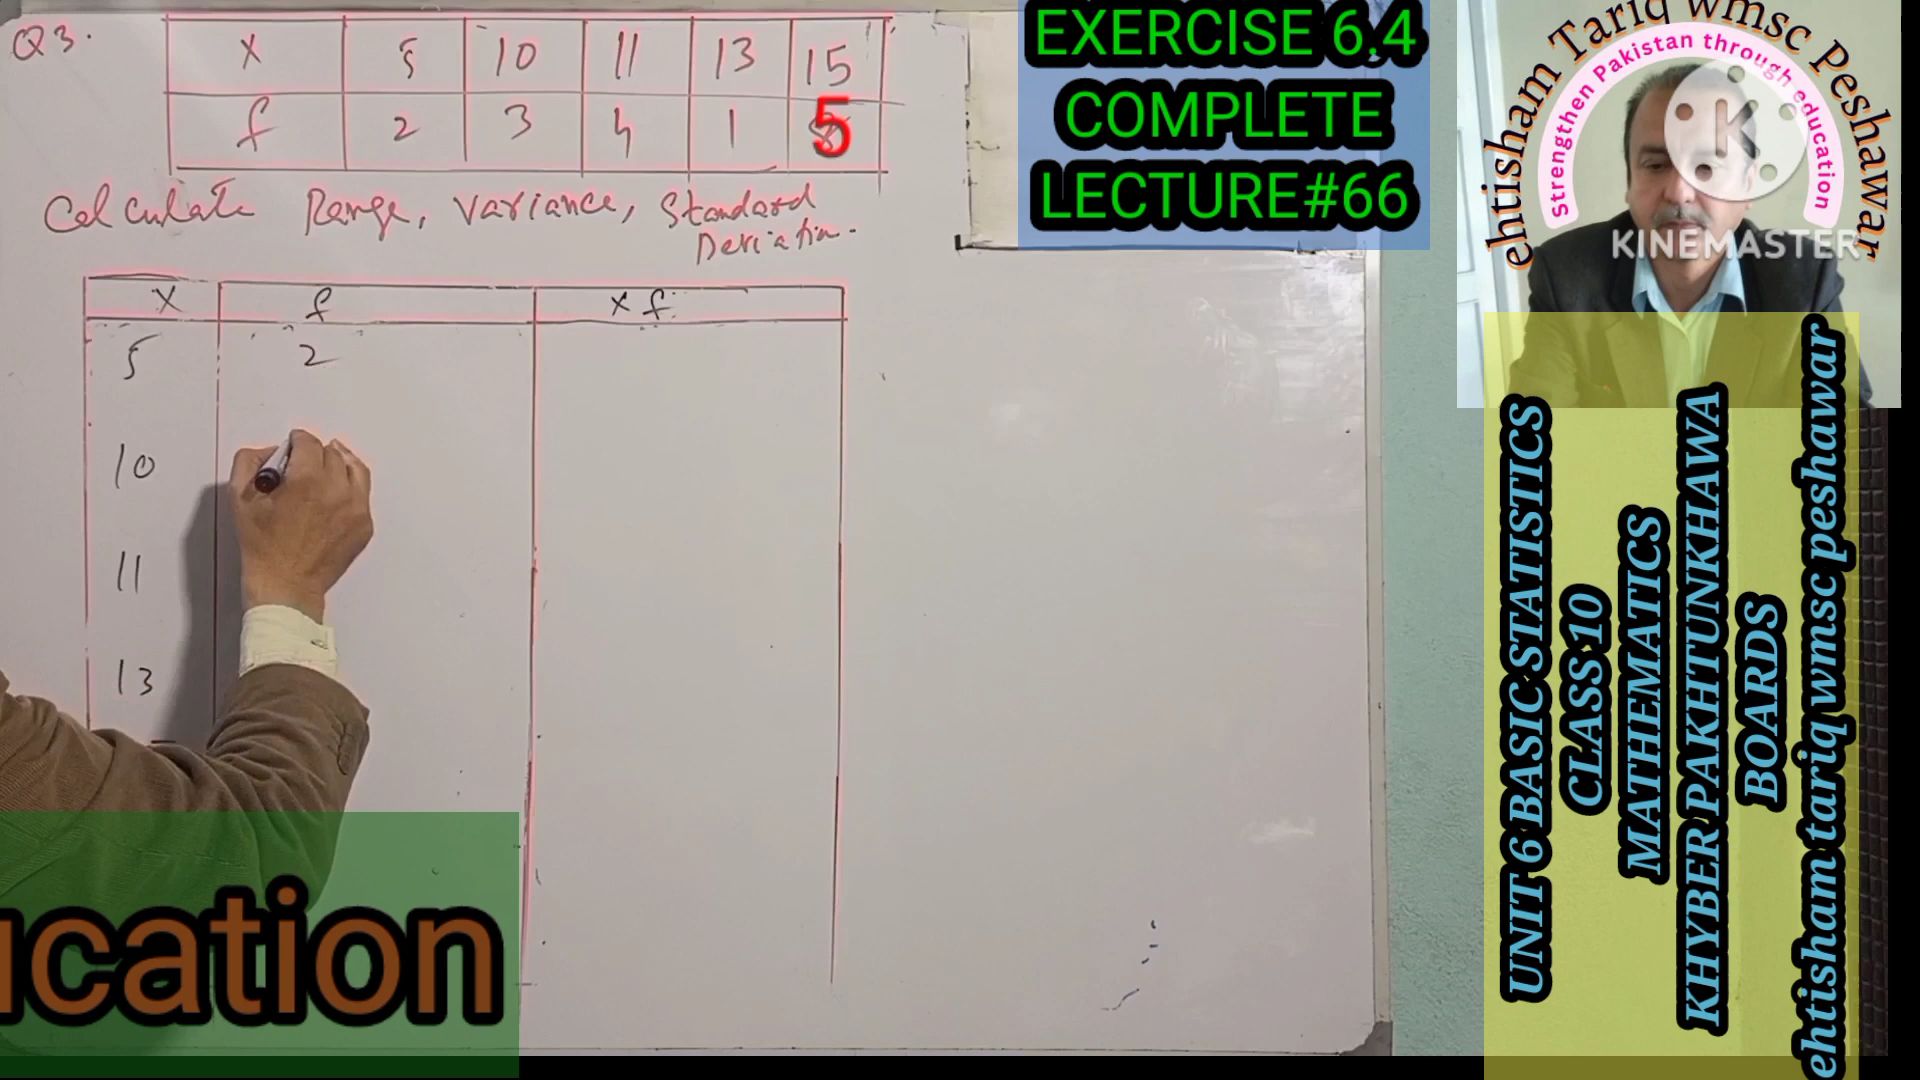 Q3.
X 5 10 11 13 15
f 2 3 4 1 5
Calculate Range, Variance, Standard
Deviation.
X f xf
5 2
10
11
13
ucation
EXERCISE 6.4
COMPLETE
LECTURE#66
ehtisham Tariq wmsc Peshawar
Strengthen Pakistan through education
K
KINEMASTER
UNIT 6 BASIC STATISTICS
CLASS 10
MATHEMATICS
KHYBER PAKHTUNKHAWA
BOARDS
ehtisham tariq wmsc peshawar